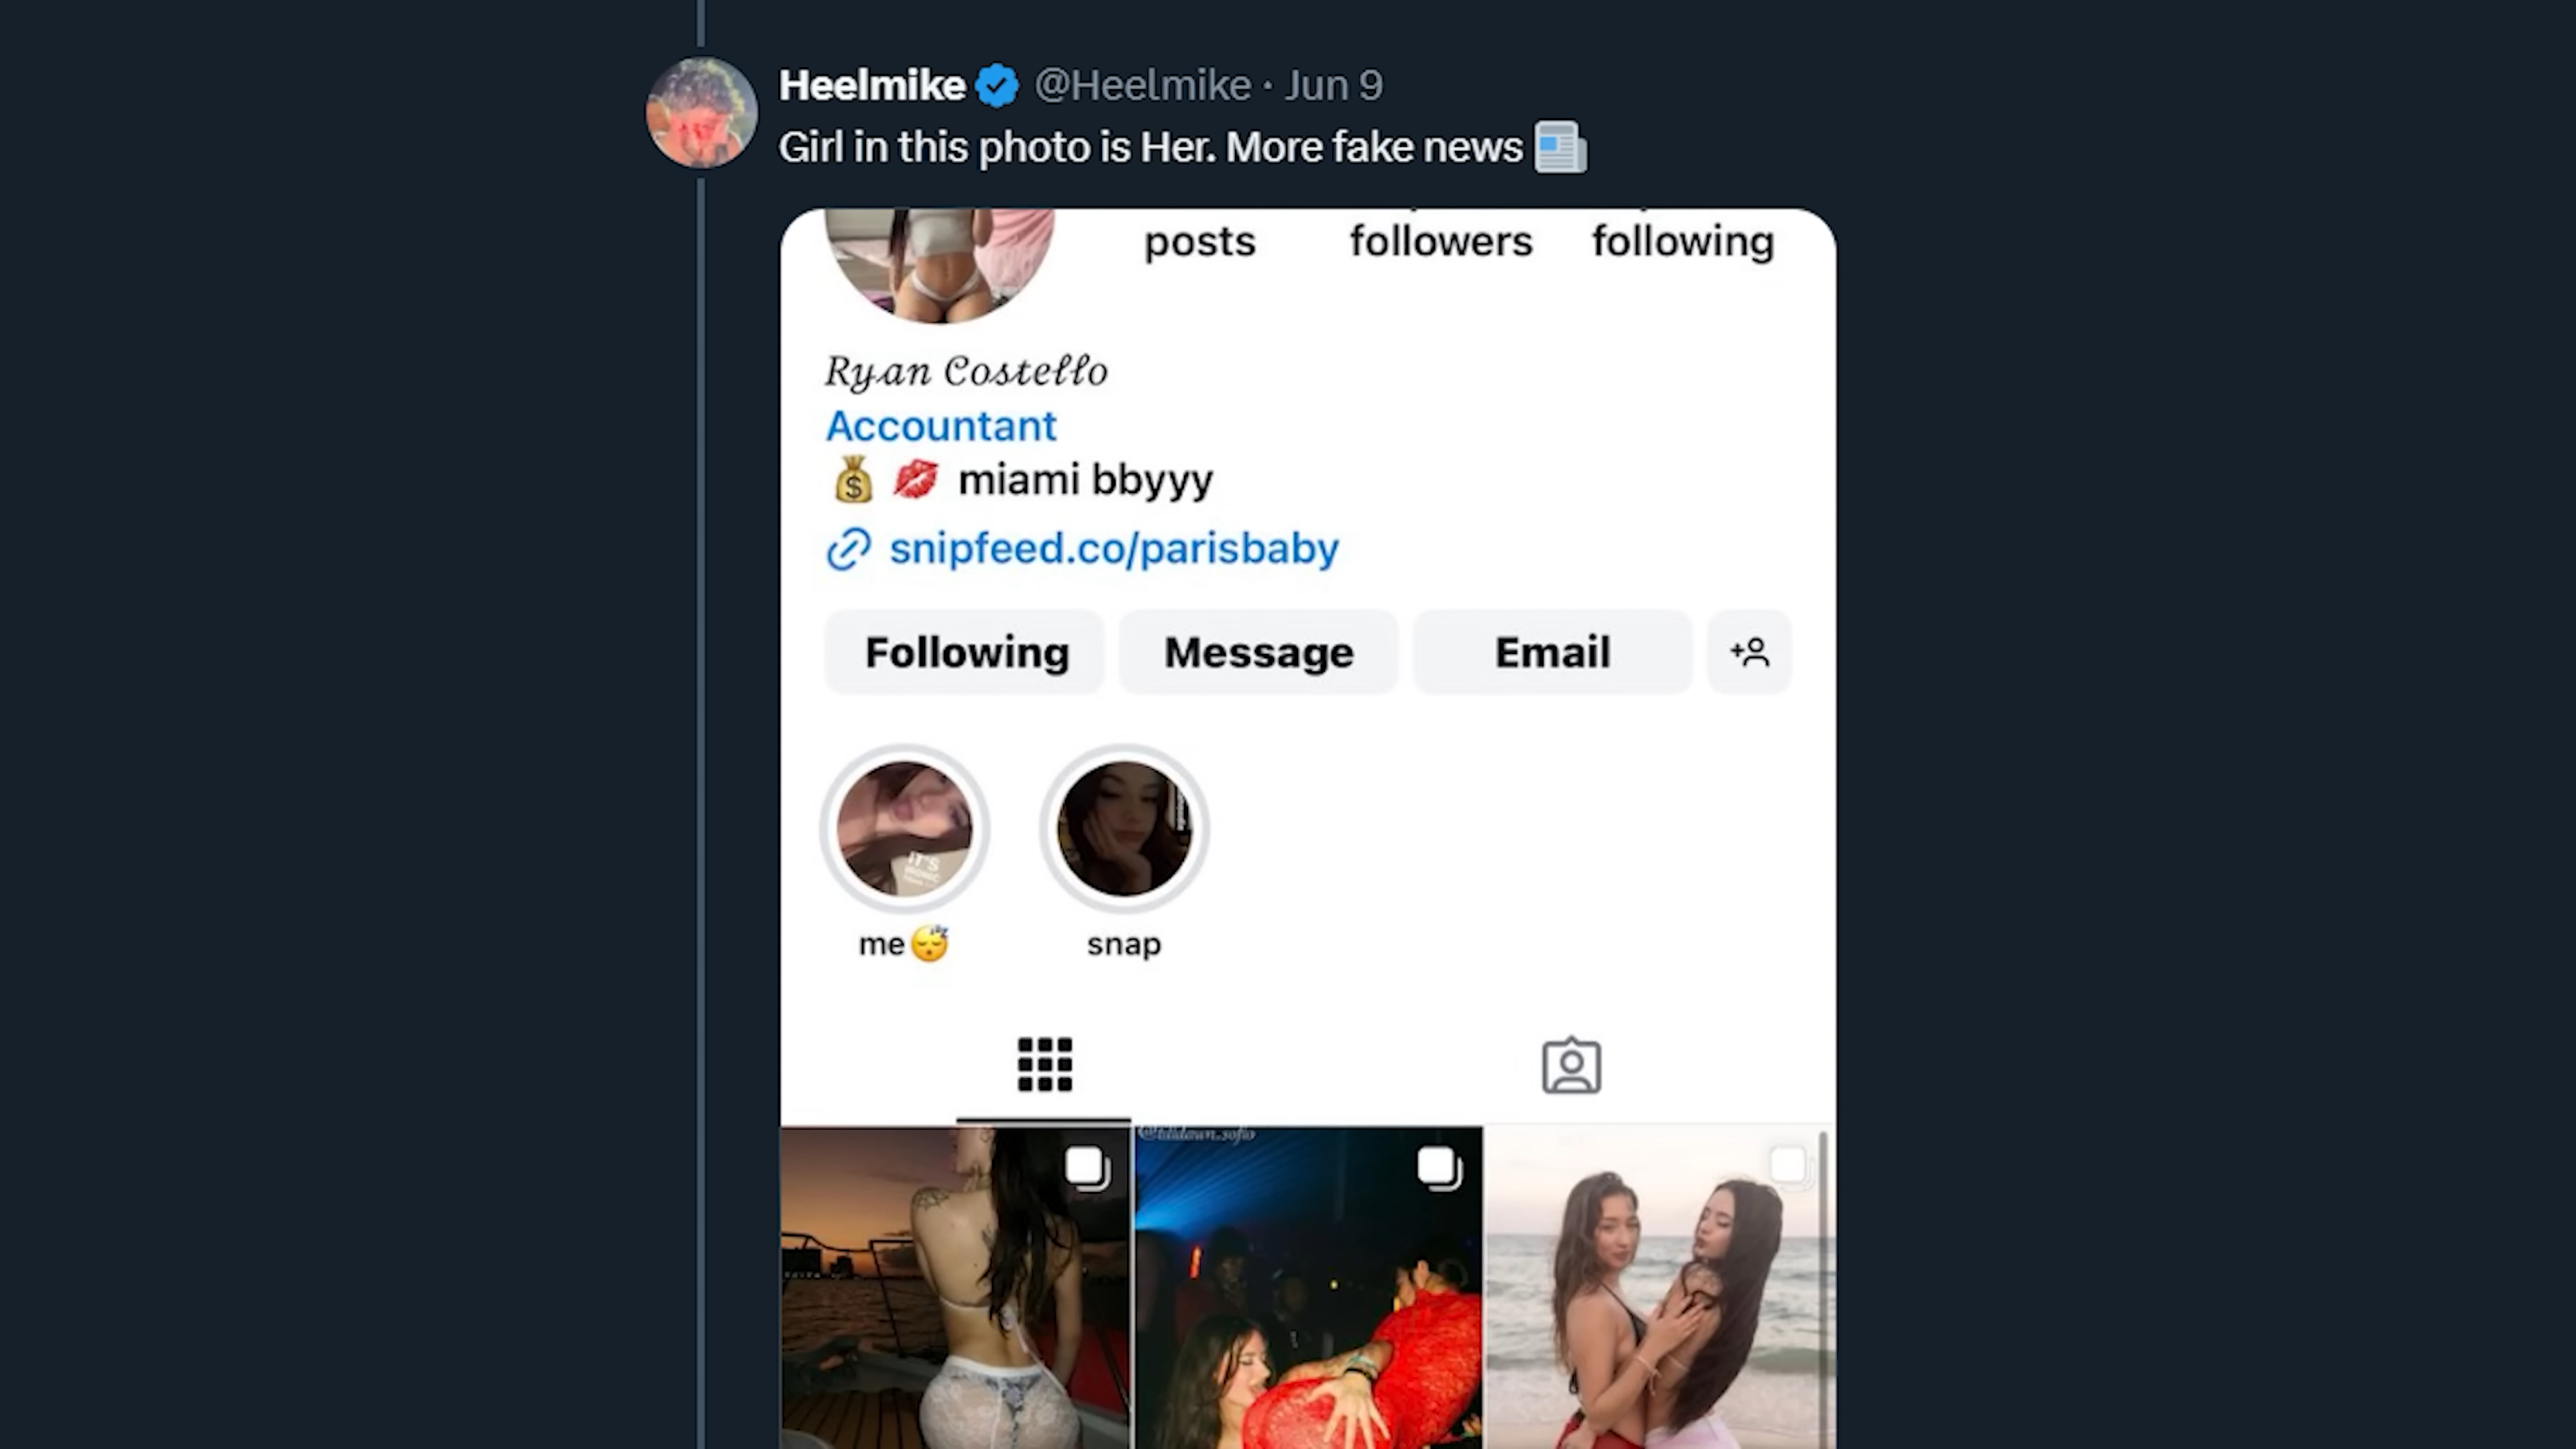 Heelmike @Heelmike · Jun 9
Girl in this photo is Her. More fake news
posts followers following
Ryan Costello
Accountant
miami bbyyy
snipfeed.co/parisbaby
Following Message Email
IT'S
me😴 snap